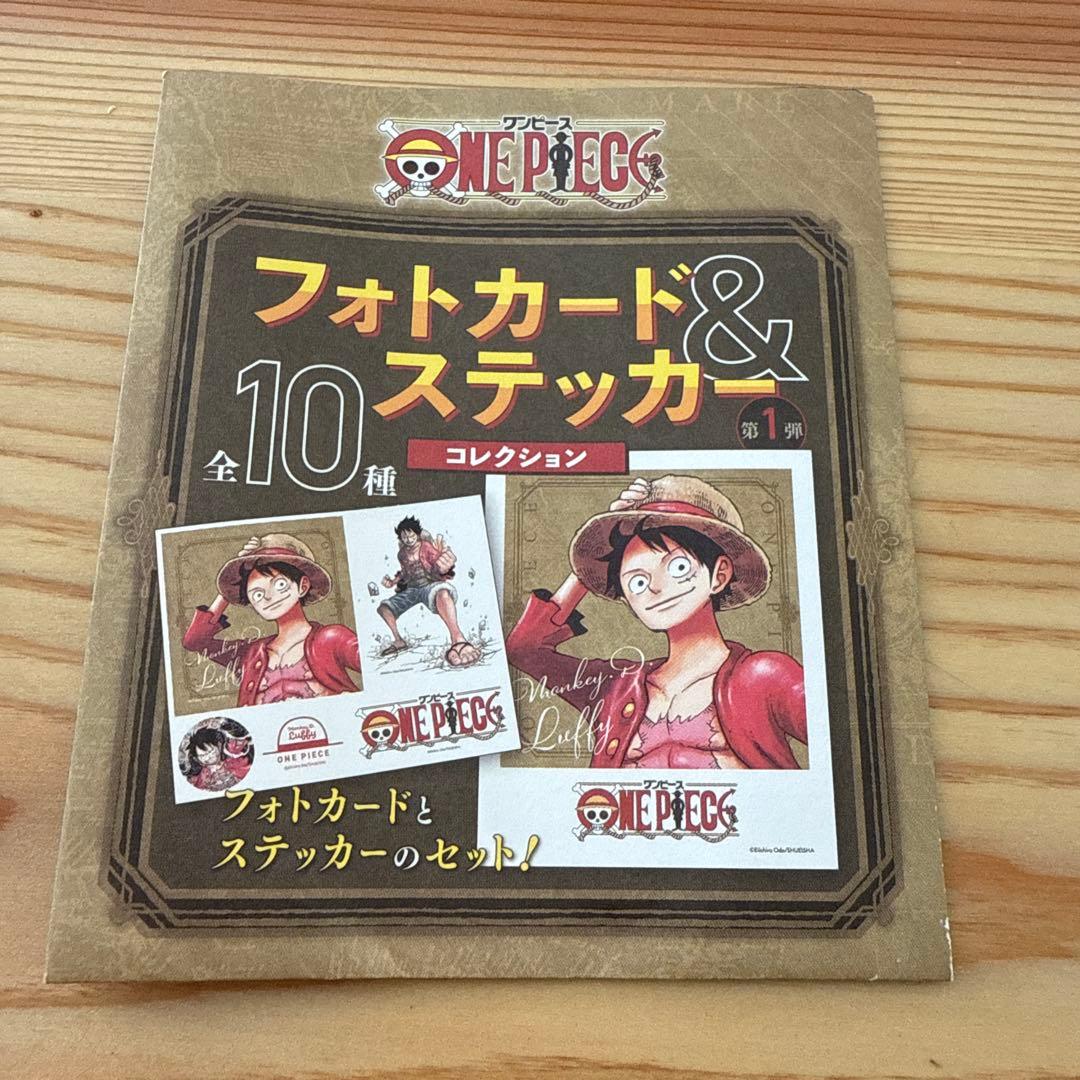 MARE
ワンピース
ONE PIECE
フォトカード&
ステッカー
第1弾
全10種
コレクション
Monkey. D.
Luffy
ワンピース
ONE PIECE
Monkey. D.
Luffy
ONE PIECE
Monkey. D.
Luffy
ワンピース
ONE PIECE
©Eiichiro Oda/SHUEISHA
フォトカードと
ステッカーのセット!